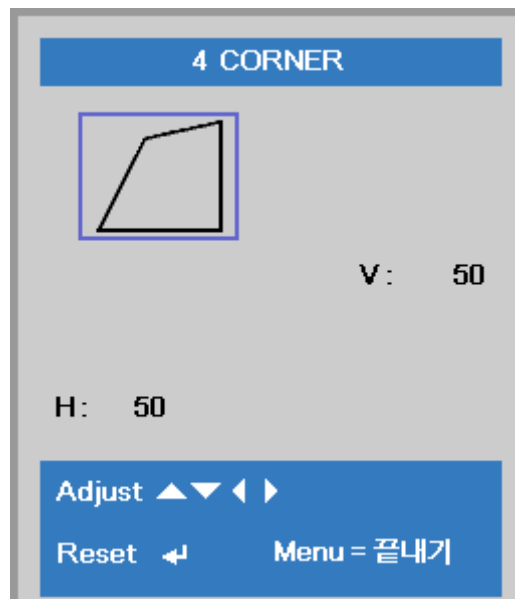 4 CORNER
V: 50
H: 50
Adjust ▲▼◀▶
Reset ↵ Menu = 끝내기